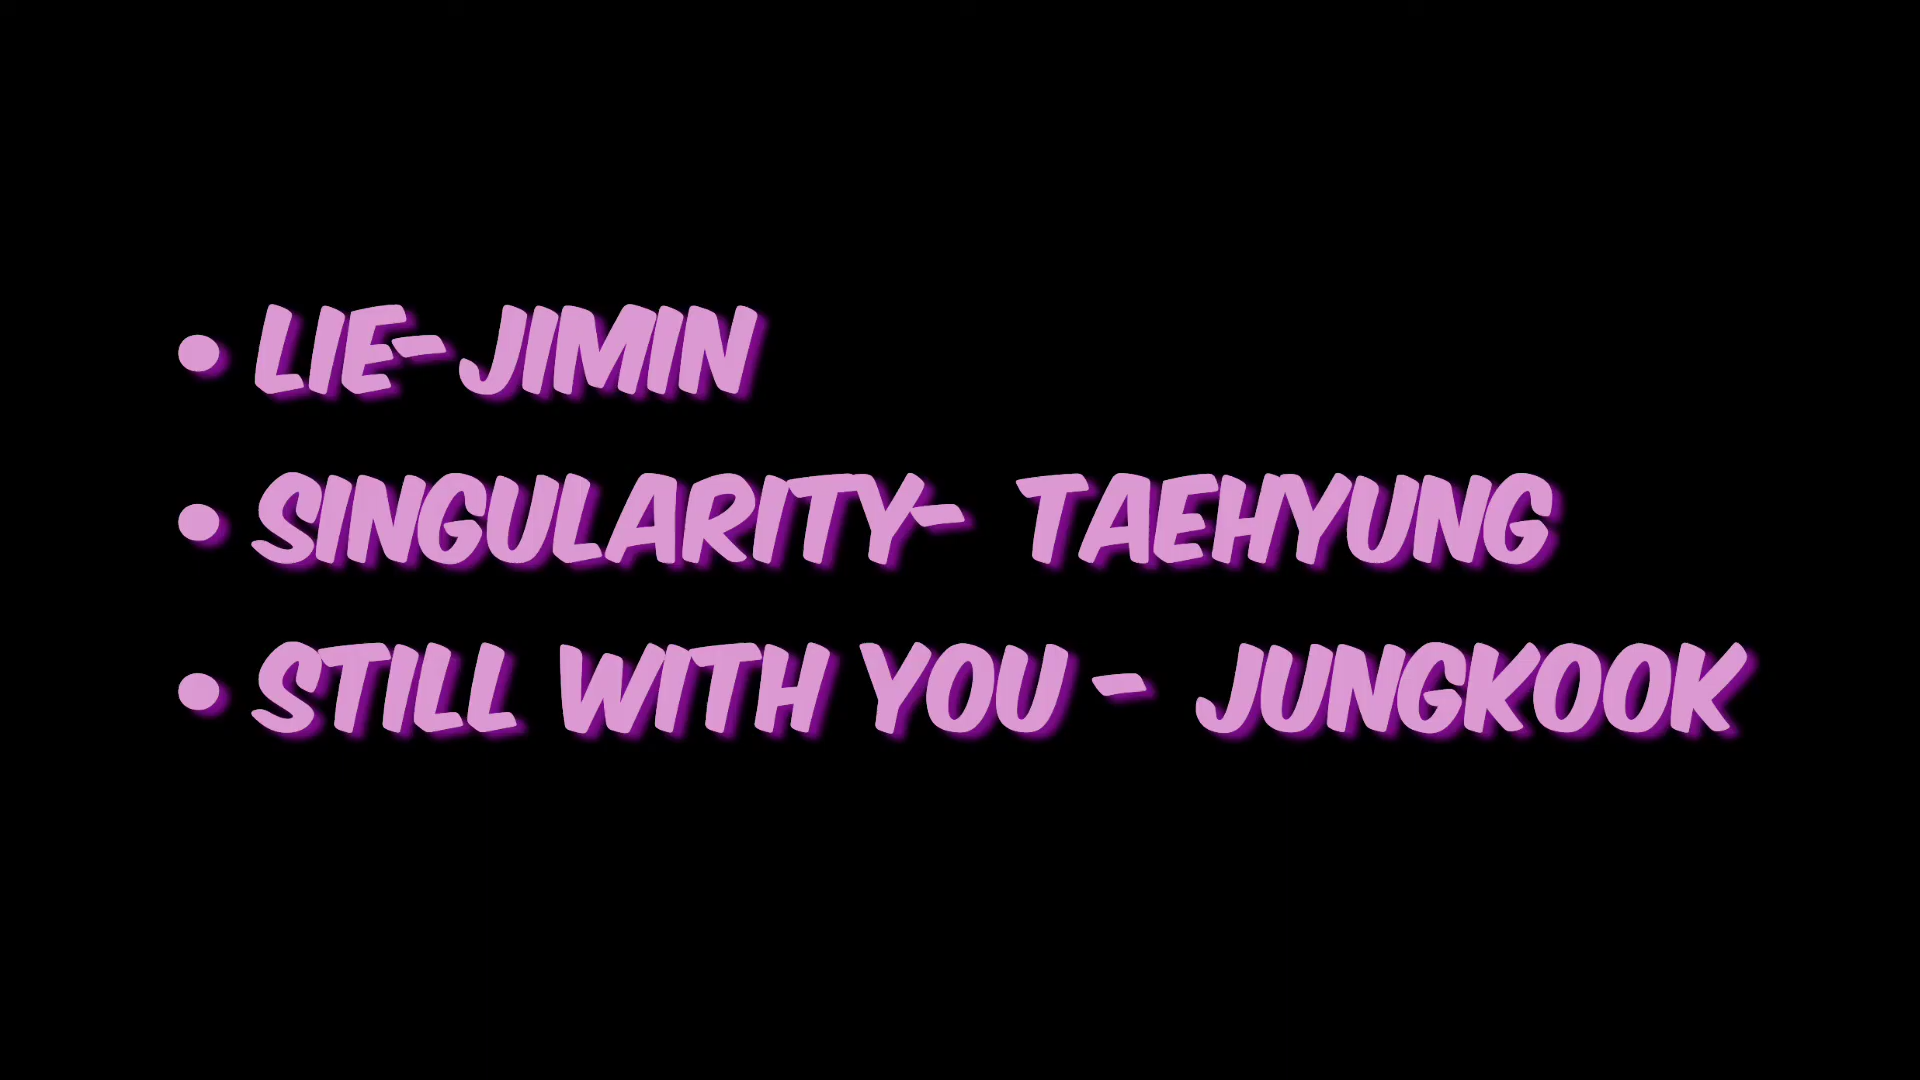 • LIE-JIMIN
• SINGULARITY- TAEHYUNG
• STILL WITH YOU - JUNGKOOK